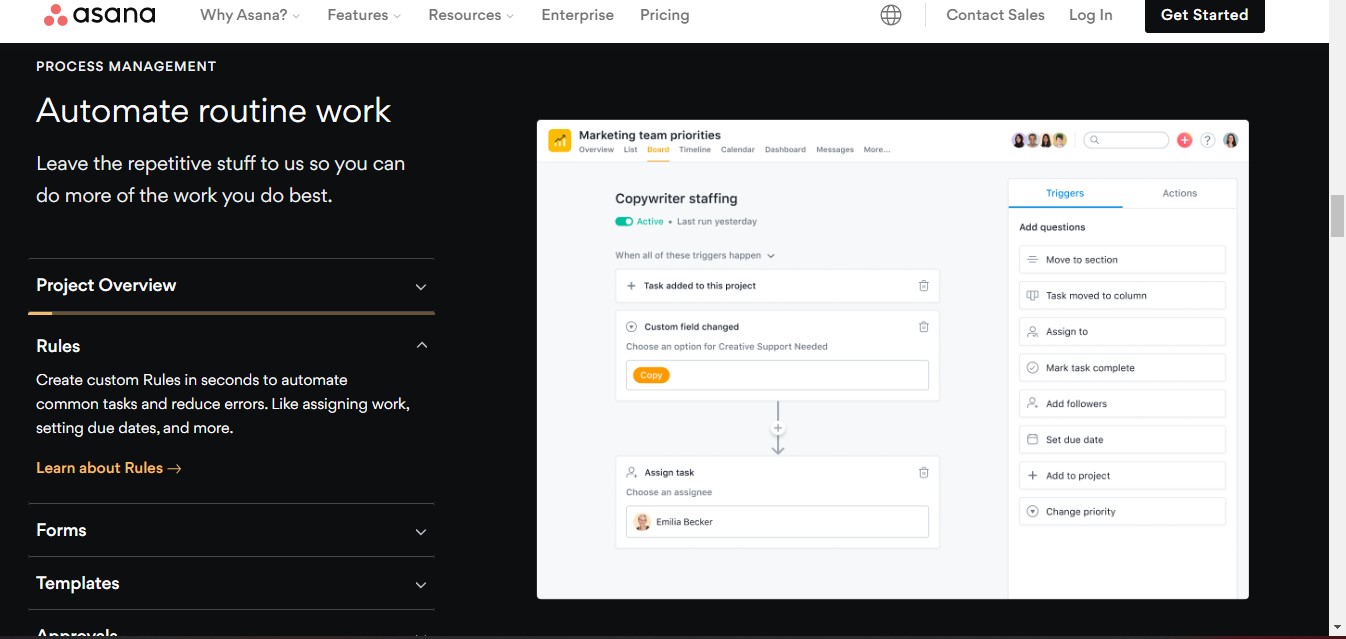 asana
Why Asana?
Features
Resources
Enterprise
Pricing
Contact Sales
Log In
Get Started
PROCESS MANAGEMENT
Automate routine work
Leave the repetitive stuff to us so you can
do more of the work you do best.
Project Overview
Rules
Create custom Rules in seconds to automate
common tasks and reduce errors. Like assigning work,
setting due dates, and more.
Learn about Rules →
Forms
Templates
Approvals
Marketing team priorities
Overview List Board Timeline Calendar Dashboard Messages More...
Copywriter staffing
Active • Last run yesterday
When all of these triggers happen
+ Task added to this project
Custom field changed
Choose an option for Creative Support Needed
Copy
Assign task
Choose an assignee
Emilia Becker
Triggers
Actions
Add questions
Move to section
Task moved to column
Assign to
Mark task complete
Add followers
Set due date
+ Add to project
Change priority